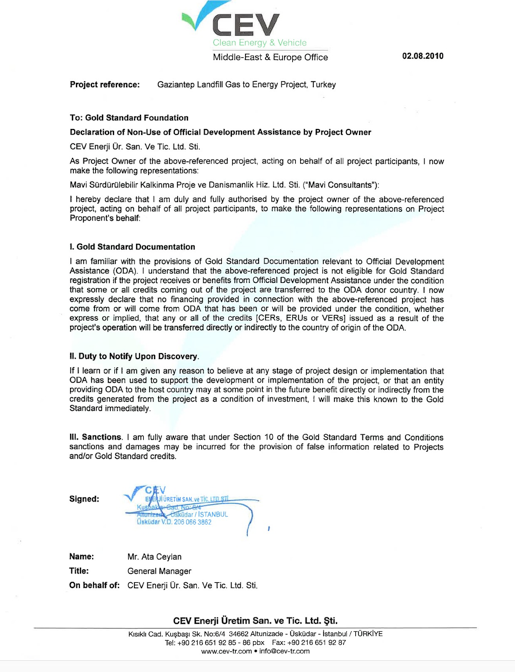 CEV
Clean Energy & Vehicle
Middle-East & Europe Office
02.08.2010
Project reference: Gaziantep Landfill Gas to Energy Project, Turkey
To: Gold Standard Foundation
Declaration of Non-Use of Official Development Assistance by Project Owner
CEV Enerji Ür. San. Ve Tic. Ltd. Sti.
As Project Owner of the above-referenced project, acting on behalf of all project participants, I now
make the following representations:
Mavi Sürdürülebilir Kalkinma Proje ve Danismanlik Hiz. Ltd. Sti. ("Mavi Consultants"):
I hereby declare that I am duly and fully authorised by the project owner of the above-referenced
project, acting on behalf of all project participants, to make the following representations on Project
Proponent's behalf:
I. Gold Standard Documentation
I am familiar with the provisions of Gold Standard Documentation relevant to Official Development
Assistance (ODA). I understand that the above-referenced project is not eligible for Gold Standard
registration if the project receives or benefits from Official Development Assistance under the condition
that some or all credits coming out of the project are transferred to the ODA donor country. I now
expressly declare that no financing provided in connection with the above-referenced project has
come from or will come from ODA that has been or will be provided under the condition, whether
express or implied, that any or all of the credits [CERs, ERUs or VERs] issued as a result of the
project's operation will be transferred directly or indirectly to the country of origin of the ODA.
II. Duty to Notify Upon Discovery.
If I learn or if I am given any reason to believe at any stage of project design or implementation that
ODA has been used to support the development or implementation of the project, or that an entity
providing ODA to the host country may at some point in the future benefit directly or indirectly from the
credits generated from the project as a condition of investment, I will make this known to the Gold
Standard immediately.
III. Sanctions. I am fully aware that under Section 10 of the Gold Standard Terms and Conditions
sanctions and damages may be incurred for the provision of false information related to Projects
and/or Gold Standard credits.
Signed:
CEV
ÜRETİM SAN. ve TİC. LTD. ŞTİ.
Üsküdar / İSTANBUL
Üsküdar V.D. 206 066 3862
Name: Mr. Ata Ceylan
Title: General Manager
On behalf of: CEV Enerji Ür. San. Ve Tic. Ltd. Sti.
CEV Enerji Üretim San. ve Tic. Ltd. Şti.
Kısıklı Cad. Kuşbaşı Sk. No:6/4 34662 Altunizade - Üsküdar - İstanbul / TÜRKİYE
Tel: +90 216 651 92 85 - 86 pbx Fax: +90 216 651 92 87
www.cev-tr.com • info@cev-tr.com